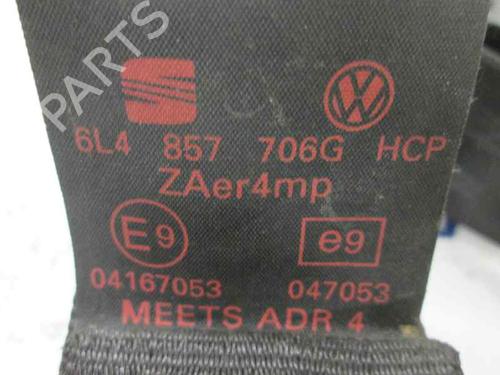 PARTS
6L4 857 706G HCP
ZAer4mp
E9 e9
04167053 047053
MEETS ADR 4